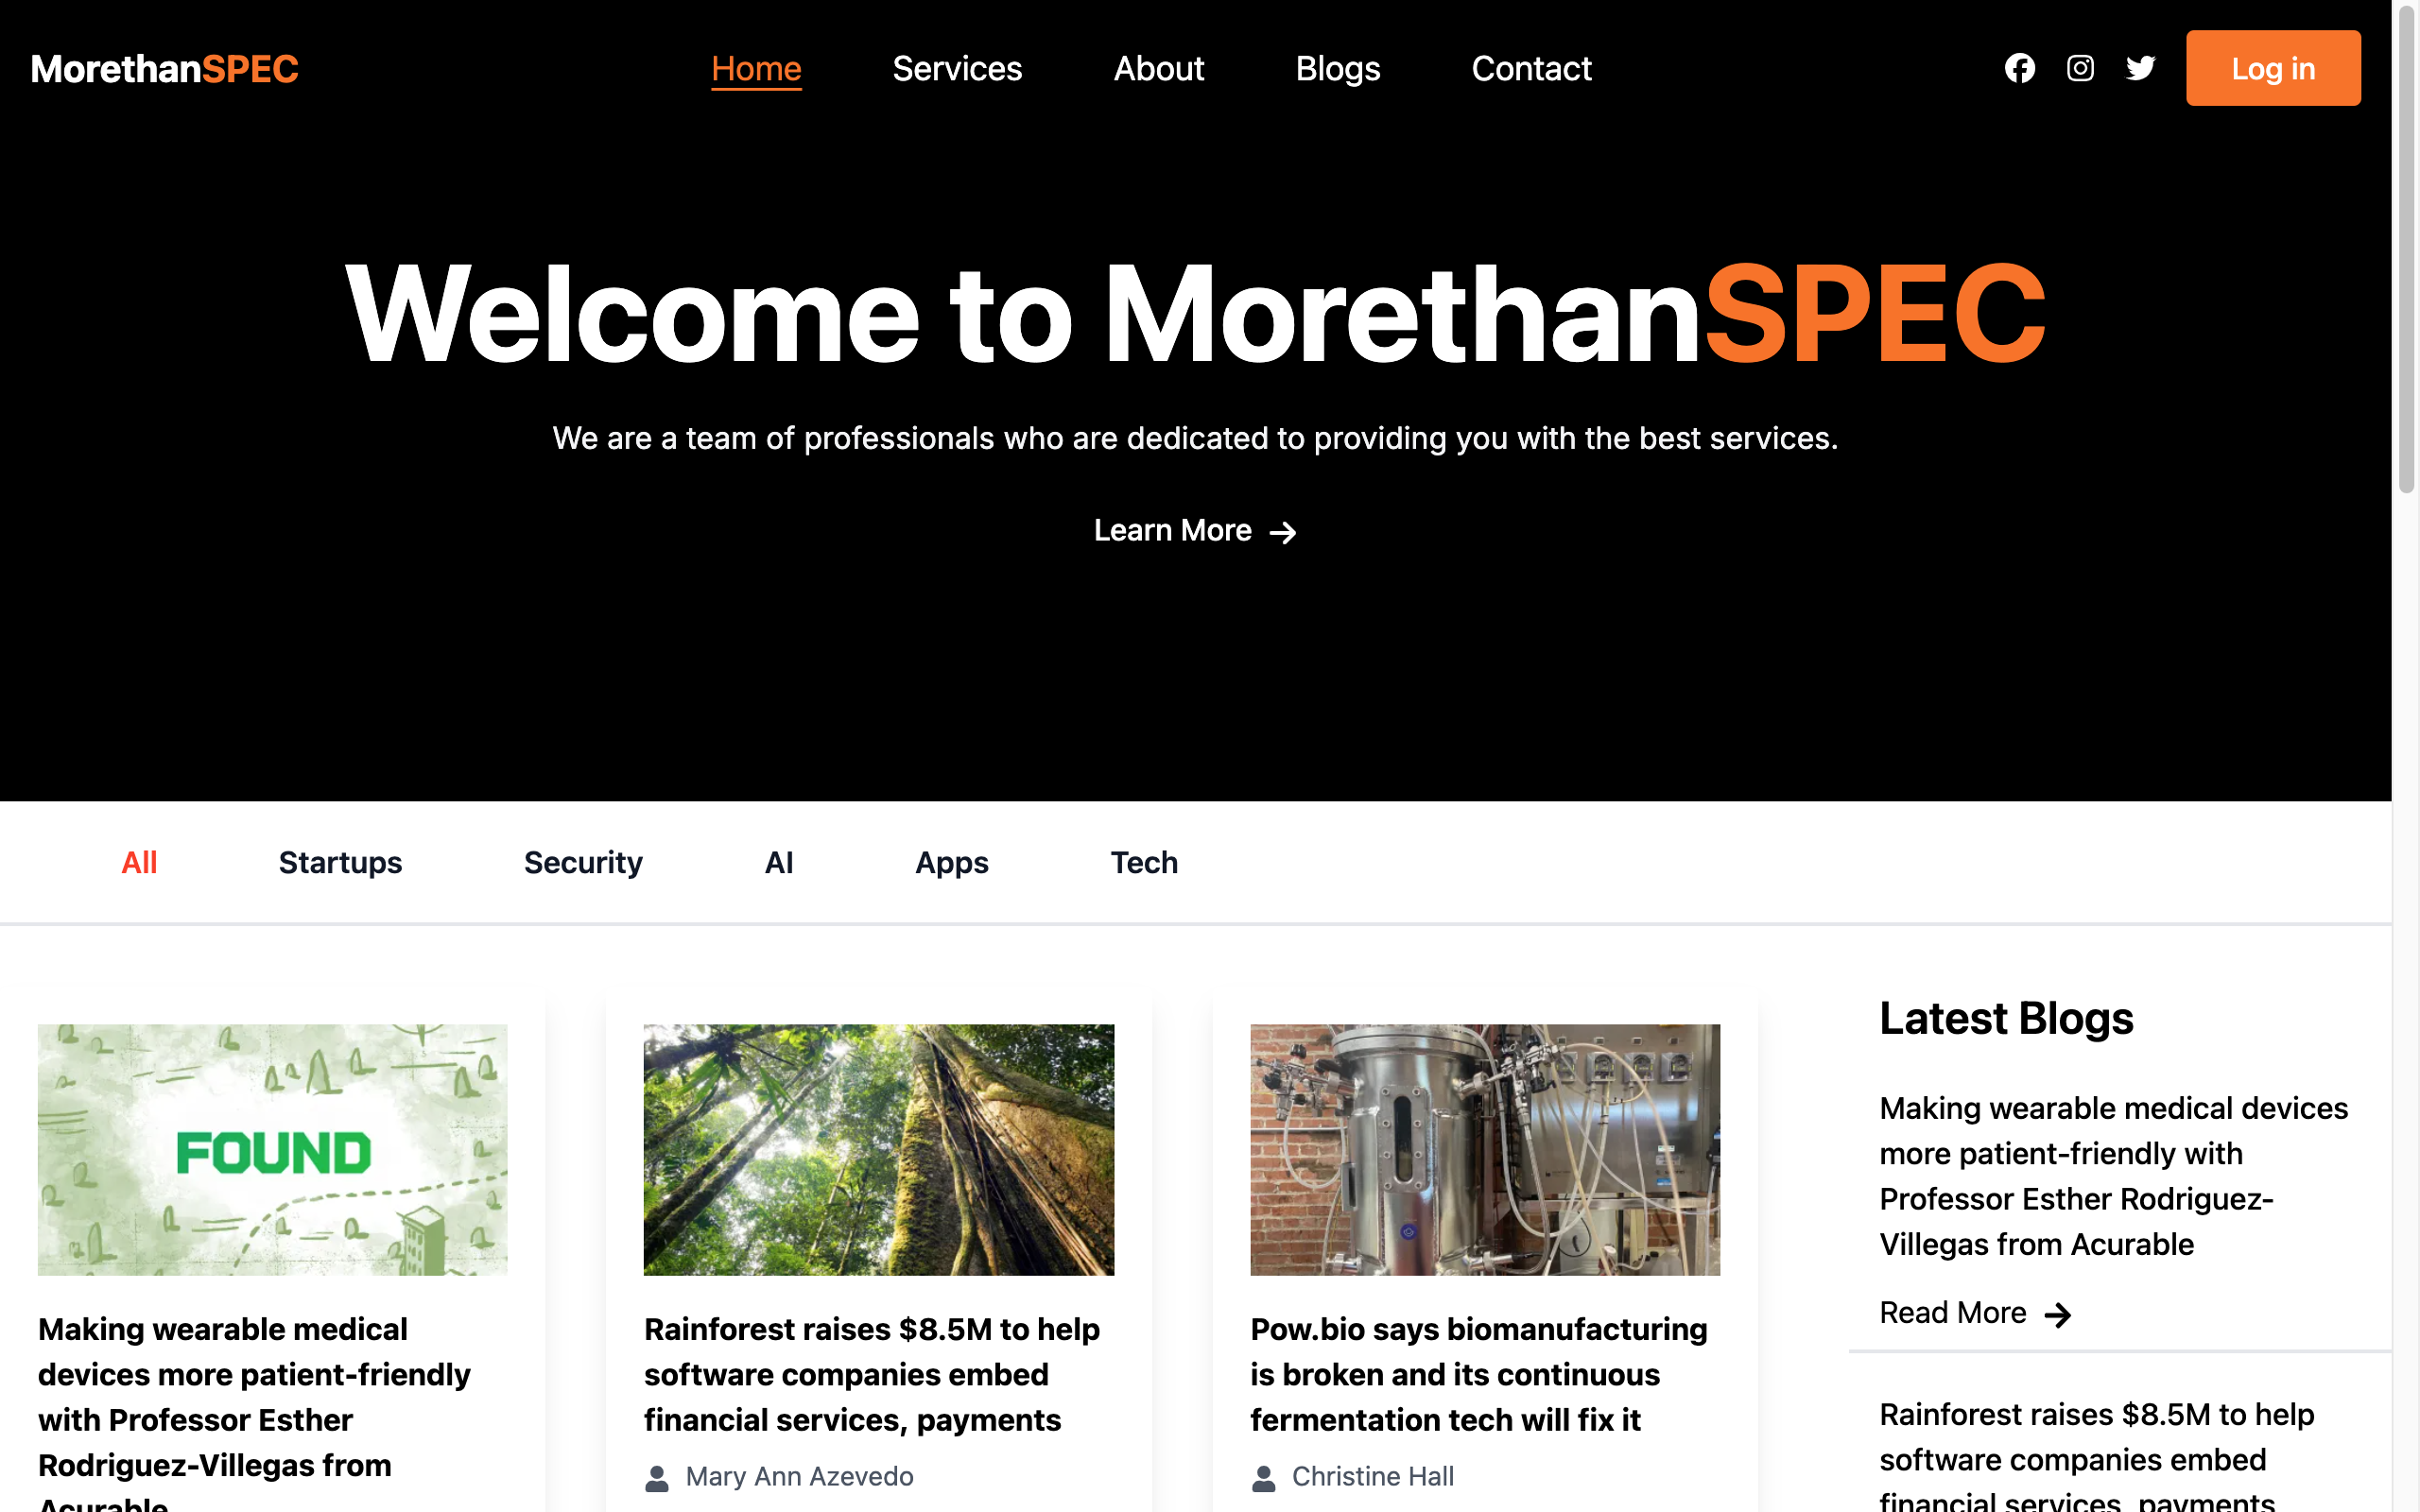 MorethanSPEC
Home
Services
About
Blogs
Contact
Log in
Welcome to MorethanSPEC
We are a team of professionals who are dedicated to providing you with the best services.
Learn More
All
Startups
Security
AI
Apps
Tech
FOUND
Making wearable medical
devices more patient-friendly
with Professor Esther
Rodriguez-Villegas from
Acurable
Rainforest raises $8.5M to help
software companies embed
financial services, payments
Mary Ann Azevedo
Pow.bio says biomanufacturing
is broken and its continuous
fermentation tech will fix it
Christine Hall
Latest Blogs
Making wearable medical devices
more patient-friendly with
Professor Esther Rodriguez-
Villegas from Acurable
Read More
Rainforest raises $8.5M to help
software companies embed
financial services, payments